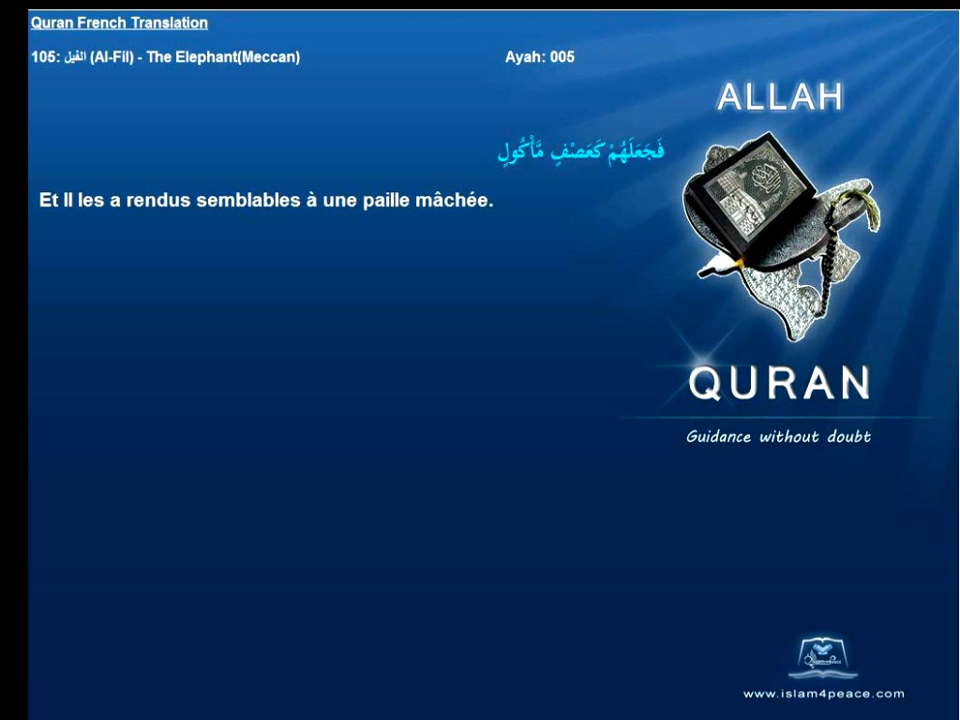 Quran French Translation
105: الفيل (Al-Fil) - The Elephant(Meccan) Ayah: 005
ALLAH
فَجَعَلَهُمْ كَعَصْفٍ مَّأْكُولٍ
Et Il les a rendus semblables à une paille mâchée.
QURAN
Guidance without doubt
www.islam4peace.com